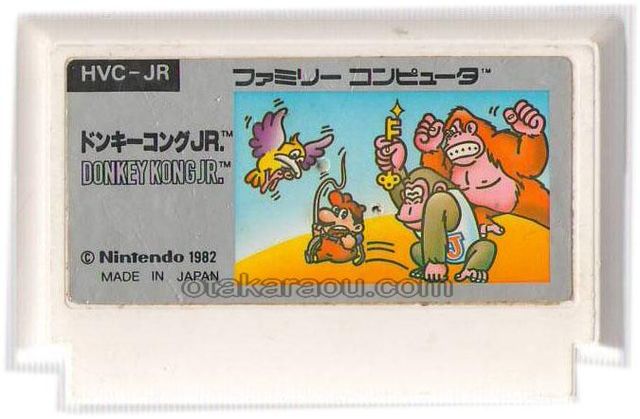 HVC-JR
ファミリー コンピュータ™
ドンキーコングJR.™
DONKEY KONG JR.™
J
© Nintendo 1982
MADE IN JAPAN
otakaraou.com